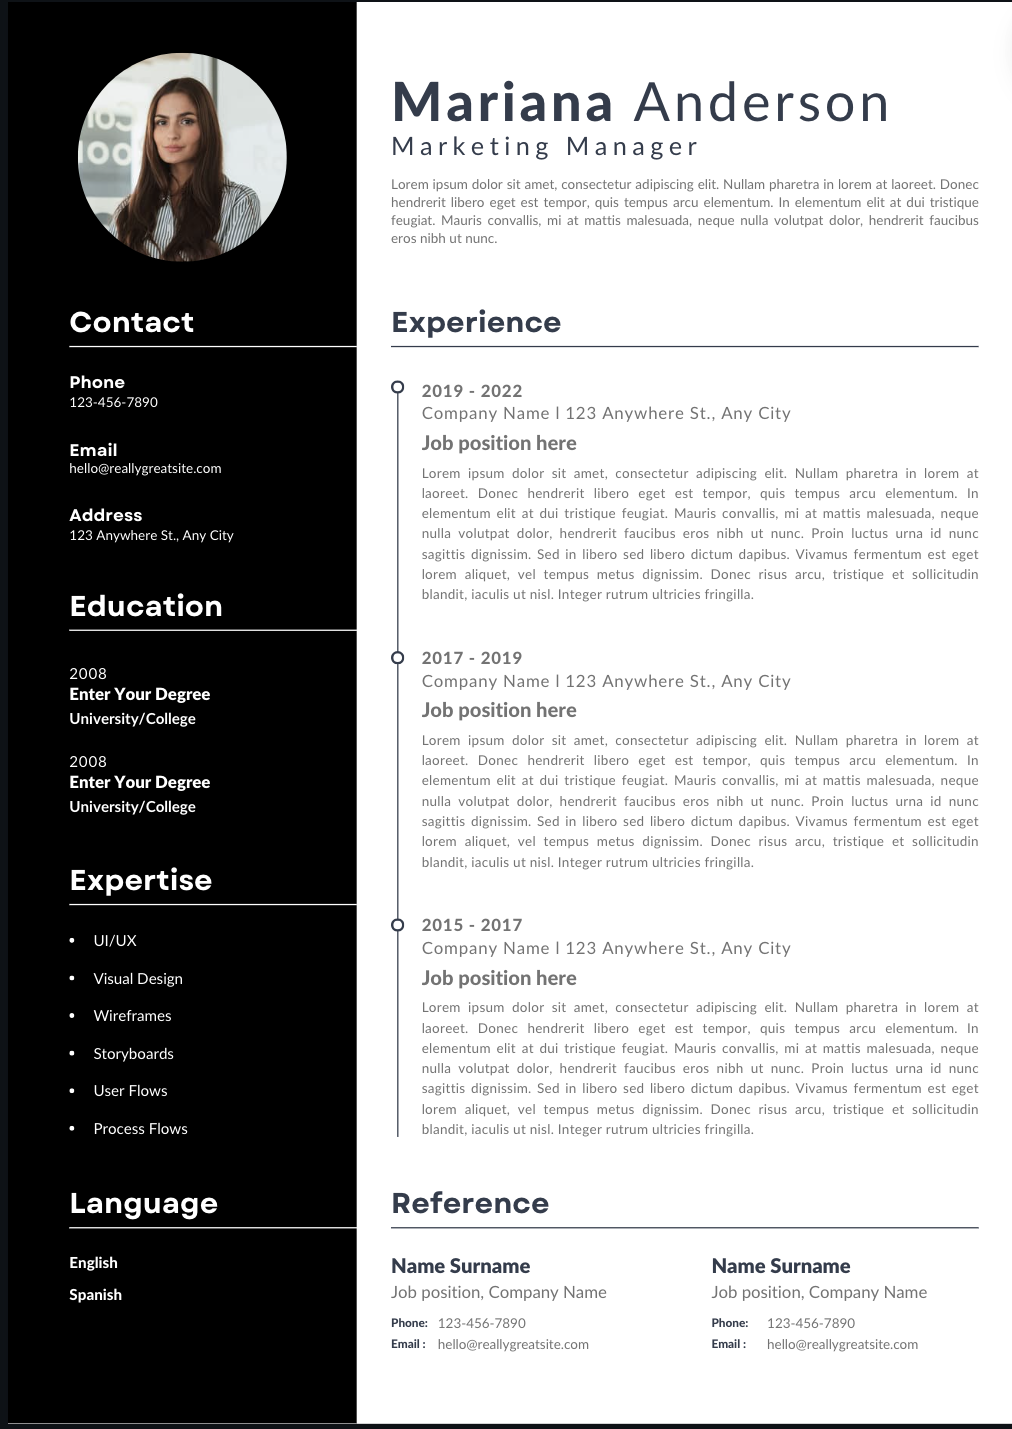 Mariana Anderson
Marketing Manager
Lorem ipsum dolor sit amet, consectetur adipiscing elit. Nullam pharetra in lorem at laoreet. Donec
hendrerit libero eget est tempor, quis tempus arcu elementum. In elementum elit at dui tristique
feugiat. Mauris convallis, mi at mattis malesuada, neque nulla volutpat dolor, hendrerit faucibus
eros nibh ut nunc.
Contact
Phone
123-456-7890
Email
hello@reallygreatsite.com
Address
123 Anywhere St., Any City
Education
2008
Enter Your Degree
University/College
2008
Enter Your Degree
University/College
Expertise
• UI/UX
• Visual Design
• Wireframes
• Storyboards
• User Flows
• Process Flows
Language
English
Spanish
Experience
2019 - 2022
Company Name l 123 Anywhere St., Any City
Job position here
Lorem ipsum dolor sit amet, consectetur adipiscing elit. Nullam pharetra in lorem at
laoreet. Donec hendrerit libero eget est tempor, quis tempus arcu elementum. In
elementum elit at dui tristique feugiat. Mauris convallis, mi at mattis malesuada, neque
nulla volutpat dolor, hendrerit faucibus eros nibh ut nunc. Proin luctus urna id nunc
sagittis dignissim. Sed in libero sed libero dictum dapibus. Vivamus fermentum est eget
lorem aliquet, vel tempus metus dignissim. Donec risus arcu, tristique et sollicitudin
blandit, iaculis ut nisl. Integer rutrum ultricies fringilla.
2017 - 2019
Company Name l 123 Anywhere St., Any City
Job position here
Lorem ipsum dolor sit amet, consectetur adipiscing elit. Nullam pharetra in lorem at
laoreet. Donec hendrerit libero eget est tempor, quis tempus arcu elementum. In
elementum elit at dui tristique feugiat. Mauris convallis, mi at mattis malesuada, neque
nulla volutpat dolor, hendrerit faucibus eros nibh ut nunc. Proin luctus urna id nunc
sagittis dignissim. Sed in libero sed libero dictum dapibus. Vivamus fermentum est eget
lorem aliquet, vel tempus metus dignissim. Donec risus arcu, tristique et sollicitudin
blandit, iaculis ut nisl. Integer rutrum ultricies fringilla.
2015 - 2017
Company Name l 123 Anywhere St., Any City
Job position here
Lorem ipsum dolor sit amet, consectetur adipiscing elit. Nullam pharetra in lorem at
laoreet. Donec hendrerit libero eget est tempor, quis tempus arcu elementum. In
elementum elit at dui tristique feugiat. Mauris convallis, mi at mattis malesuada, neque
nulla volutpat dolor, hendrerit faucibus eros nibh ut nunc. Proin luctus urna id nunc
sagittis dignissim. Sed in libero sed libero dictum dapibus. Vivamus fermentum est eget
lorem aliquet, vel tempus metus dignissim. Donec risus arcu, tristique et sollicitudin
blandit, iaculis ut nisl. Integer rutrum ultricies fringilla.
Reference
Name Surname
Job position, Company Name
Phone: 123-456-7890
Email : hello@reallygreatsite.com
Name Surname
Job position, Company Name
Phone: 123-456-7890
Email : hello@reallygreatsite.com